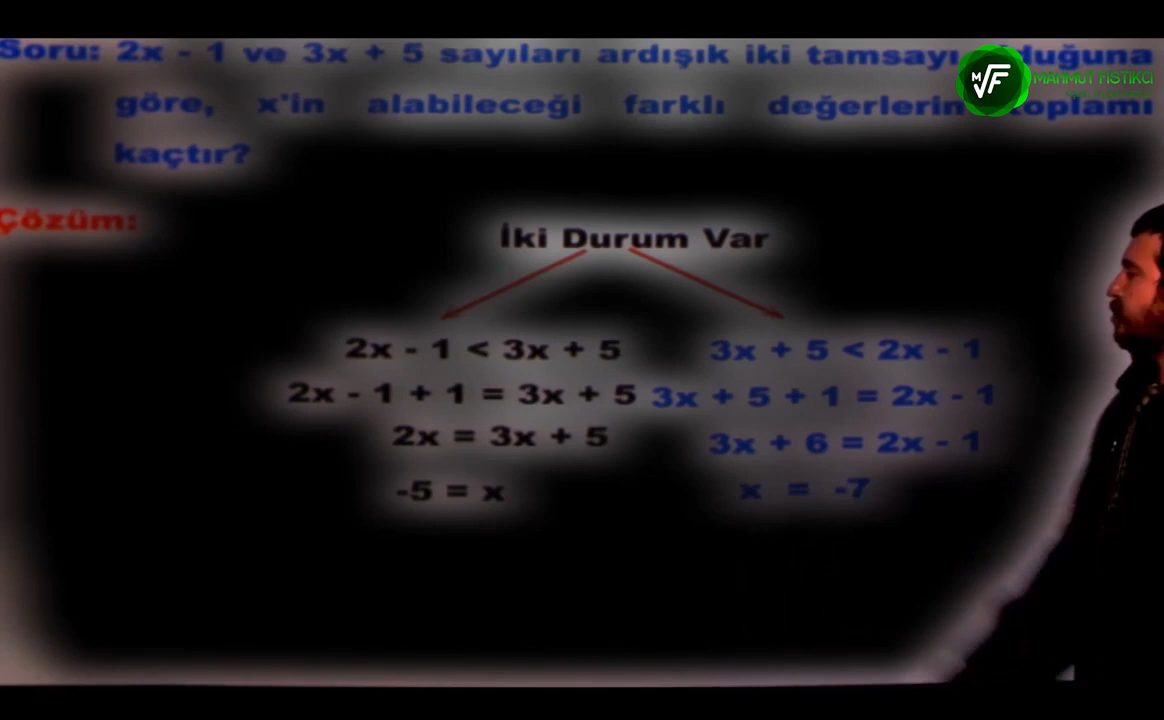 Soru: 2x - 1 ve 3x + 5 sayıları ardışık iki tamsayı
göre, x'in alabileceği farklı değerlerin toplamı
kaçtır?
MAHMUT FISTIKCI
Çözüm:
İki Durum Var
2x - 1 < 3x + 5 3x + 5 < 2x - 1
2x - 1 + 1 = 3x + 5 3x + 5 + 1 = 2x - 1
2x = 3x + 5 3x + 6 = 2x - 1
-5 = x x = -7